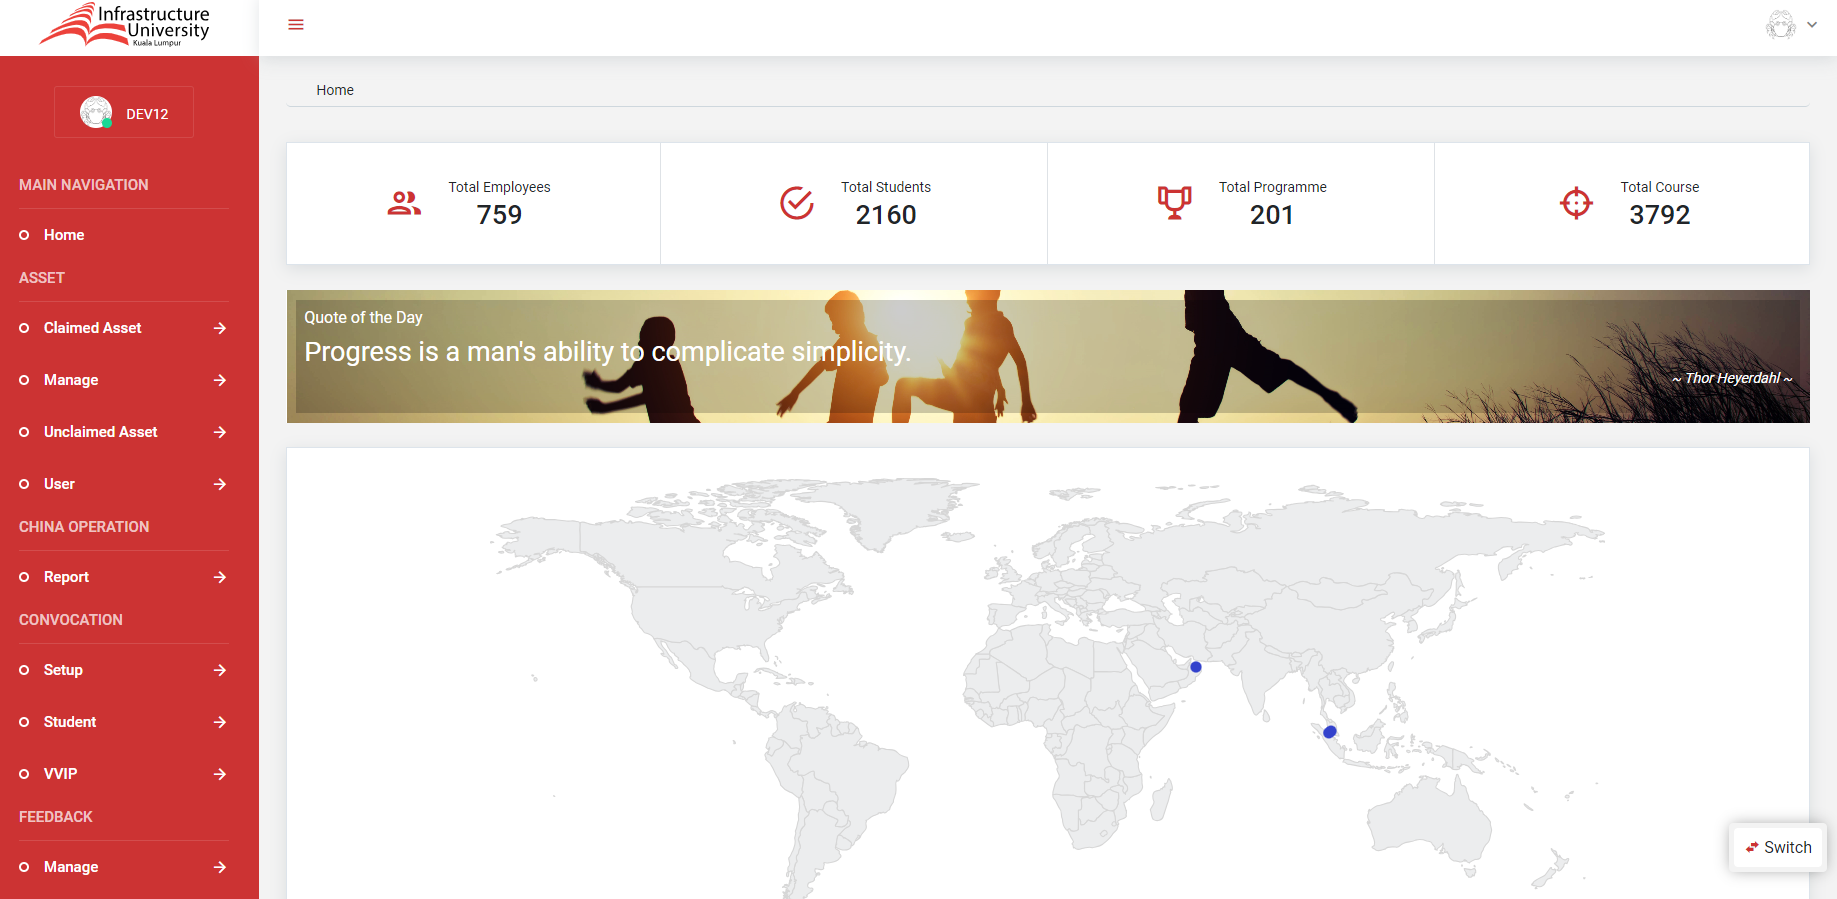 Infrastructure
University
Kuala Lumpur
DEV12
MAIN NAVIGATION
Home
ASSET
Claimed Asset
Manage
Unclaimed Asset
User
CHINA OPERATION
Report
CONVOCATION
Setup
Student
VVIP
FEEDBACK
Manage
Home
Total Employees
759
Total Students
2160
Total Programme
201
Total Course
3792
Quote of the Day
Progress is a man's ability to complicate simplicity.
~ Thor Heyerdahl ~
Switch